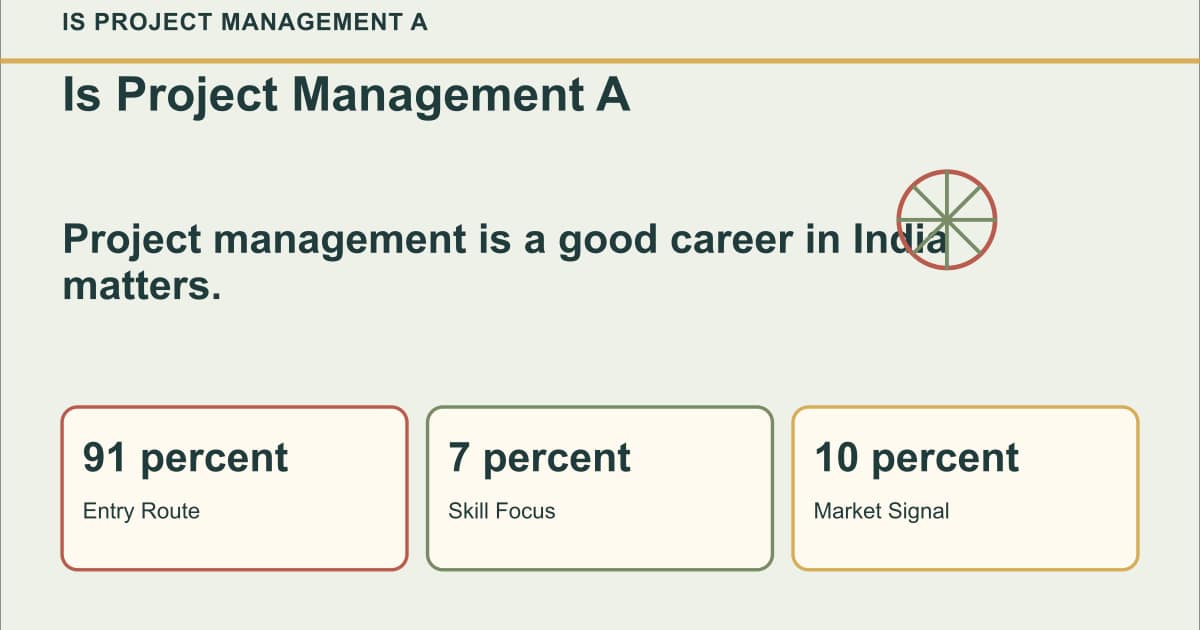 IS PROJECT MANAGEMENT A
Is Project Management A
Project management is a good career in India
matters.
91 percent
Entry Route
7 percent
Skill Focus
10 percent
Market Signal